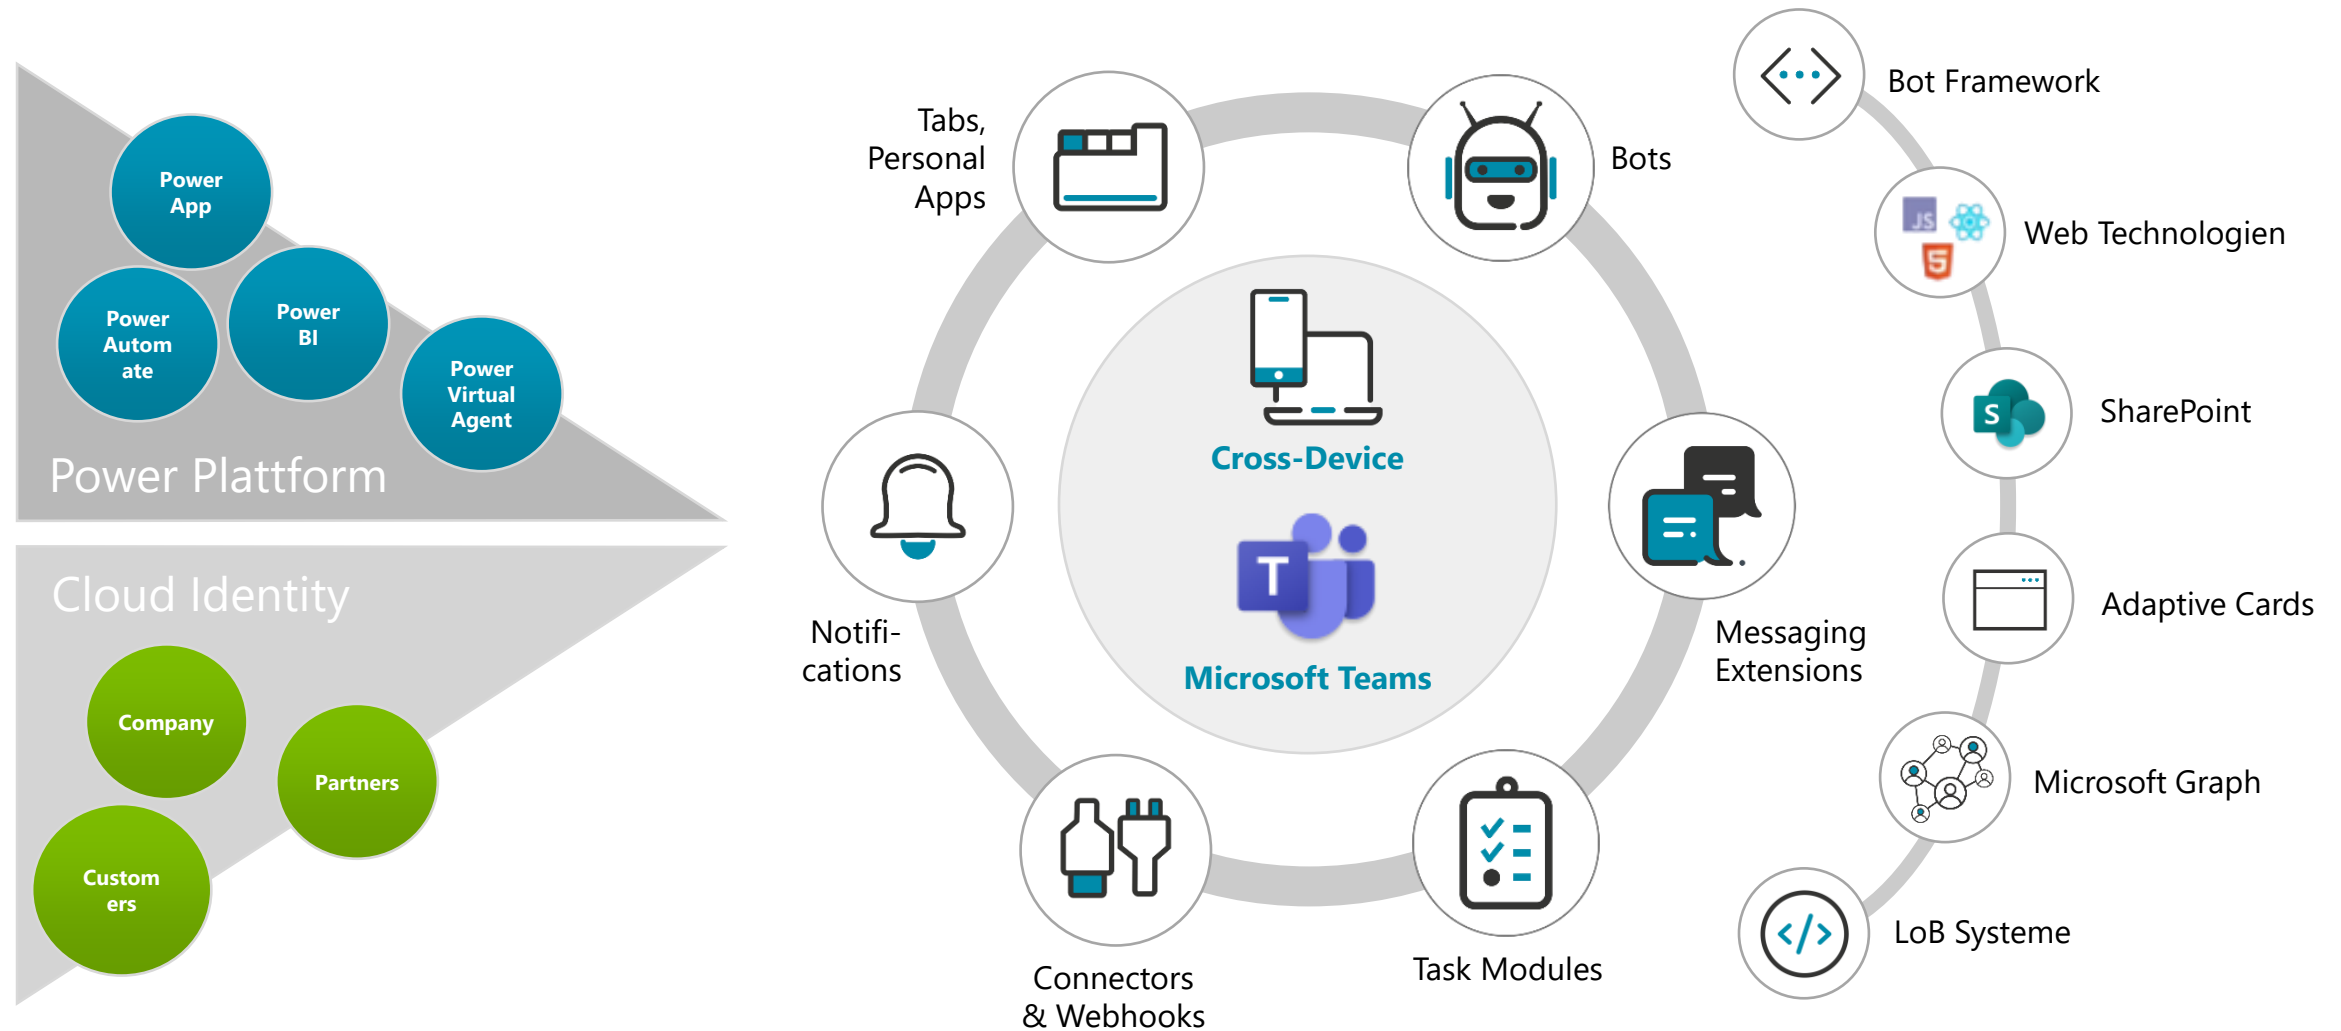 Power
App
Power
Autom
ate
Power
BI
Power
Virtual
Agent
Power Plattform
Cloud Identity
Company
Partners
Custom
ers
Tabs,
Personal
Apps
Bots
Notifi-
cations
Cross-Device
T
Microsoft Teams
Messaging
Extensions
Connectors
& Webhooks
Task Modules
Bot Framework
JS
5
Web Technologien
S
SharePoint
Adaptive Cards
Microsoft Graph
</>
LoB Systeme